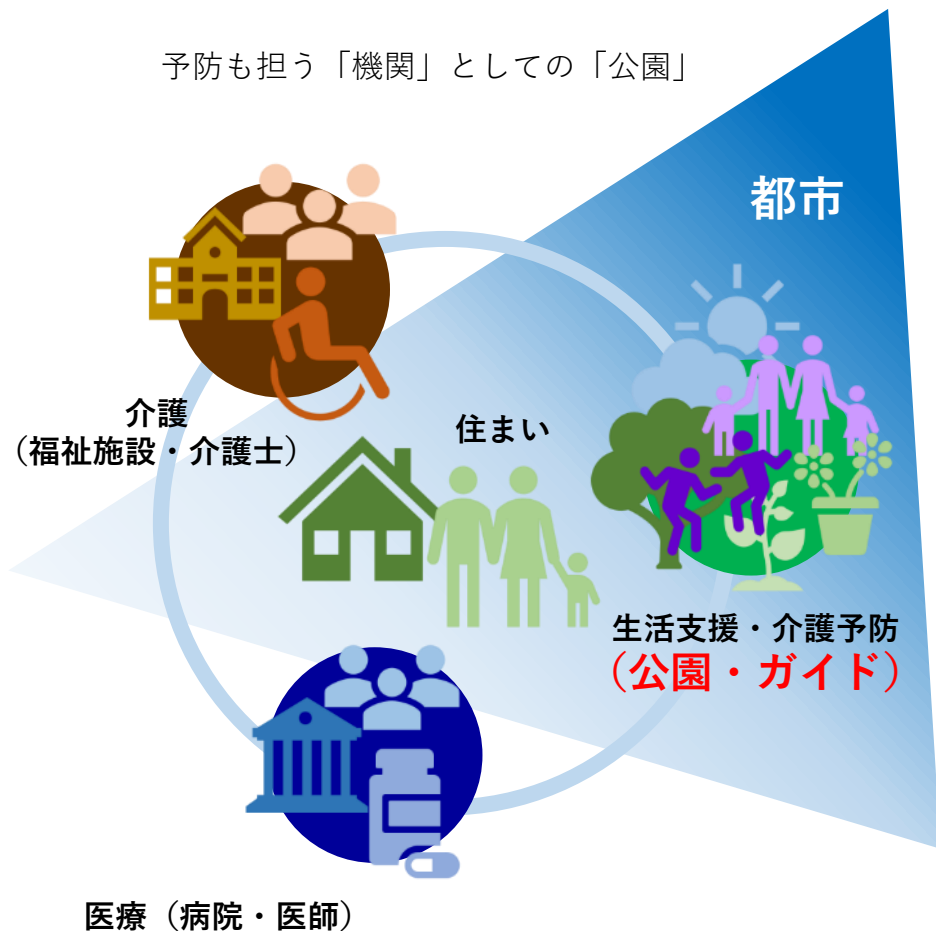 予防も担う「機関」としての「公園」
都市
介護
（福祉施設・介護士）
住まい
生活支援・介護予防
（公園・ガイド）
医療（病院・医師）